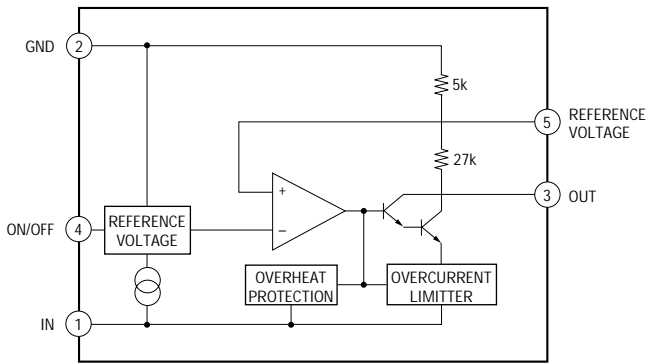 GND 2
5k
5 REFERENCE
VOLTAGE
27k
3 OUT
+
−
ON/OFF 4
REFERENCE
VOLTAGE
OVERHEAT
PROTECTION
OVERCURRENT
LIMITTER
IN 1